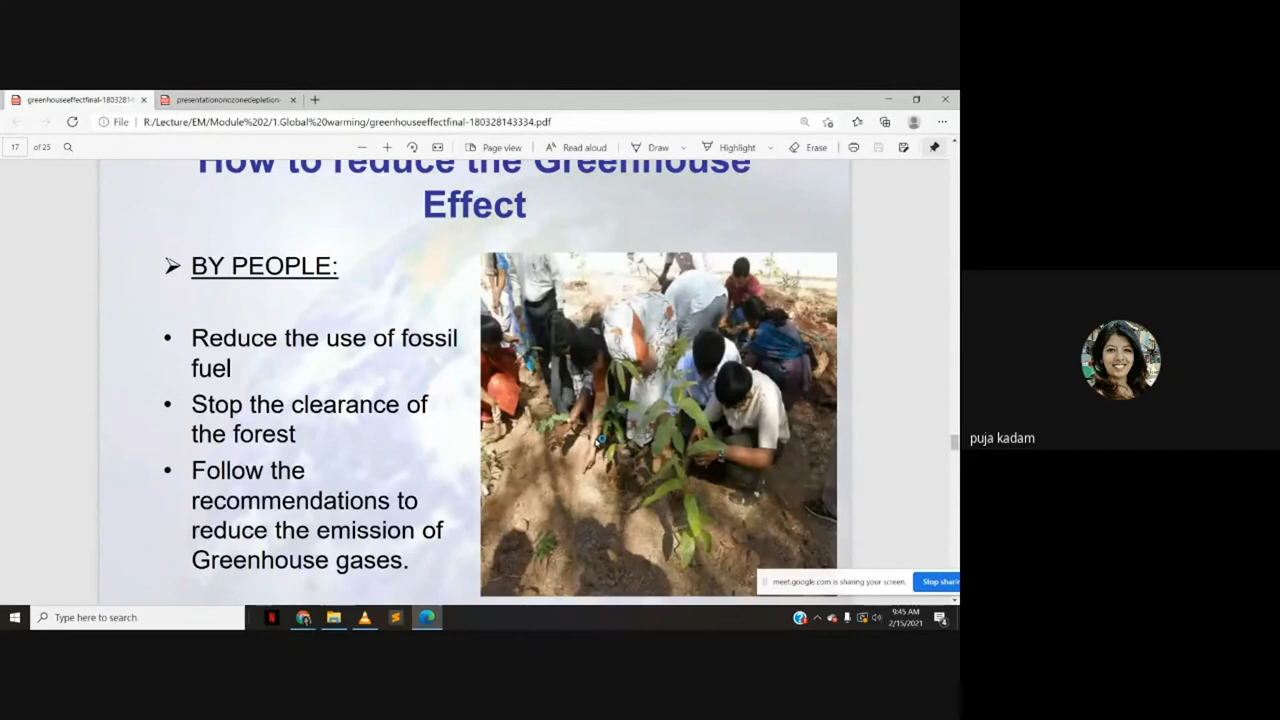 greenhouseeffectfinal-1803281
presentationonozonedepletion-
File
R:/Lecture/EM/Module%202/1.Global%20warming/greenhouseeffectfinal-180328143334.pdf
17 of 25
Page view
Read aloud
Draw
Highlight
Erase
How to reduce the Greenhouse
Effect
BY PEOPLE:
• Reduce the use of fossil
fuel
• Stop the clearance of
the forest
• Follow the
recommendations to
reduce the emission of
Greenhouse gases.
puja kadam
meet.google.com is sharing your screen.
Stop sharin
Type here to search
9:45 AM
2/15/2021